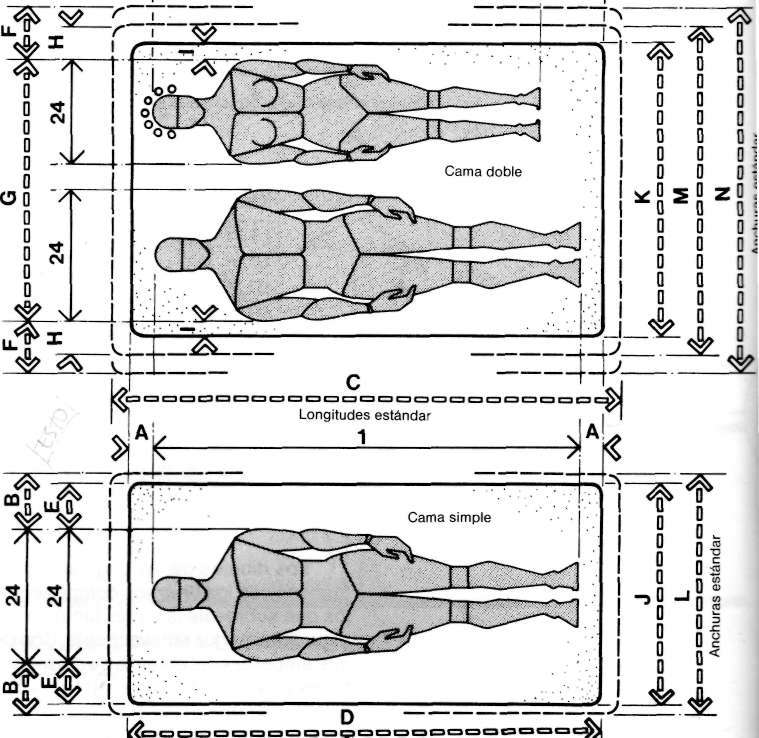 F
H
I
24
G
24
Cama doble
K
M
N
Anchuras estándar
I
F
H
C
Longitudes estándar
A
1
A
B
E
Cama simple
24
24
J
L
Anchuras estándar
B
E
D